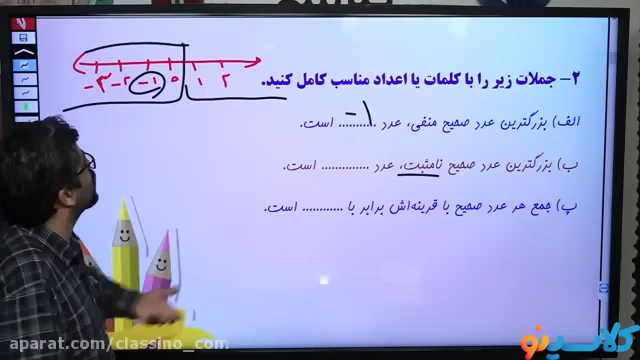 -۳ -۲ -۱ ۰ ۱ ۲
۲- جملات زیر را با کلمات یا اعداد مناسب کامل کنید.
الف) بزرگترین عدد صحیح منفی، عدد ........... است.
-۱
ب) بزرگترین عدد صحیح نامثبت، عدد .............. است.
پ) جمع هر عدد صحیح با قرینه‌اش برابر با ............ است.
aparat.com/classino_com
کلاسینو